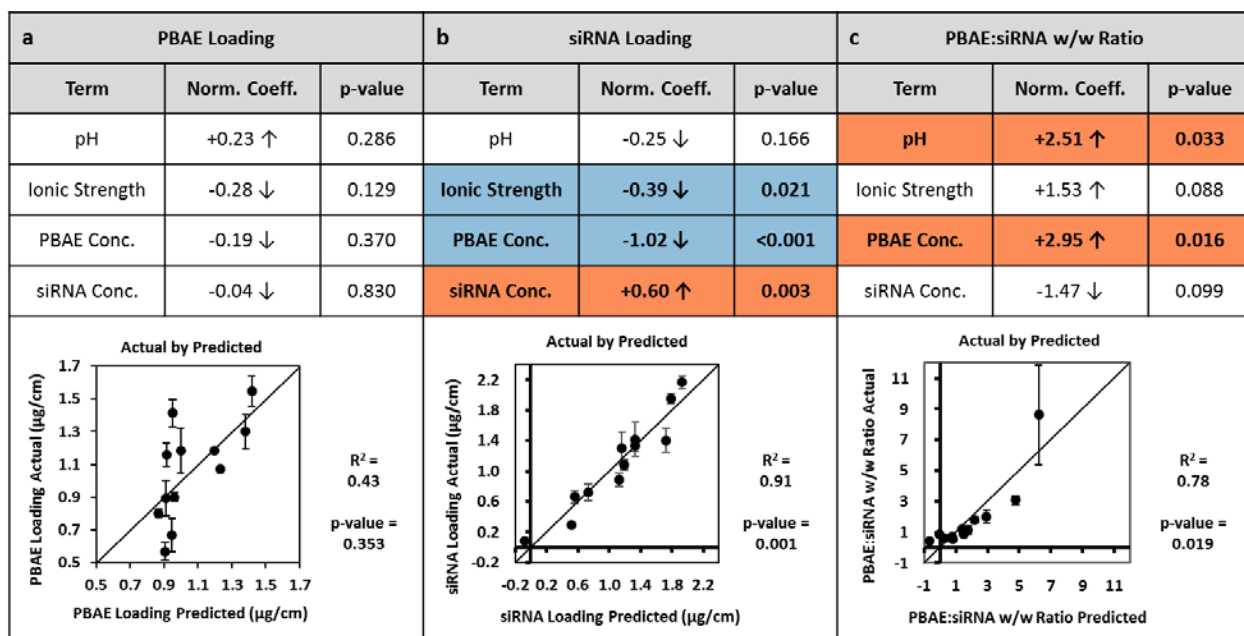 a PBAE Loading
Term Norm. Coeff. p-value
pH +0.23 ↑ 0.286
Ionic Strength -0.28 ↓ 0.129
PBAE Conc. -0.19 ↓ 0.370
siRNA Conc. -0.04 ↓ 0.830
Actual by Predicted
PBAE Loading Actual (µg/cm)
1.7
1.5
1.3
1.1
0.9
0.7
0.5
0.5 0.7 0.9 1.1 1.3 1.5 1.7
PBAE Loading Predicted (µg/cm)
R² =
0.43
p-value =
0.353
b siRNA Loading
Term Norm. Coeff. p-value
pH -0.25 ↓ 0.166
Ionic Strength -0.39 ↓ 0.021
PBAE Conc. -1.02 ↓ <0.001
siRNA Conc. +0.60 ↑ 0.003
Actual by Predicted
siRNA Loading Actual (µg/cm)
2.2
1.8
1.4
1.0
0.6
0.2
-0.2
-0.2 0.2 0.6 1.0 1.4 1.8 2.2
siRNA Loading Predicted (µg/cm)
R² =
0.91
p-value =
0.001
c PBAE:siRNA w/w Ratio
Term Norm. Coeff. p-value
pH +2.51 ↑ 0.033
Ionic Strength +1.53 ↑ 0.088
PBAE Conc. +2.95 ↑ 0.016
siRNA Conc. -1.47 ↓ 0.099
Actual by Predicted
PBAE:siRNA w/w Ratio Actual
11
9
7
5
3
1
-1
-1 1 3 5 7 9 11
PBAE:siRNA w/w Ratio Predicted
R² =
0.78
p-value =
0.019